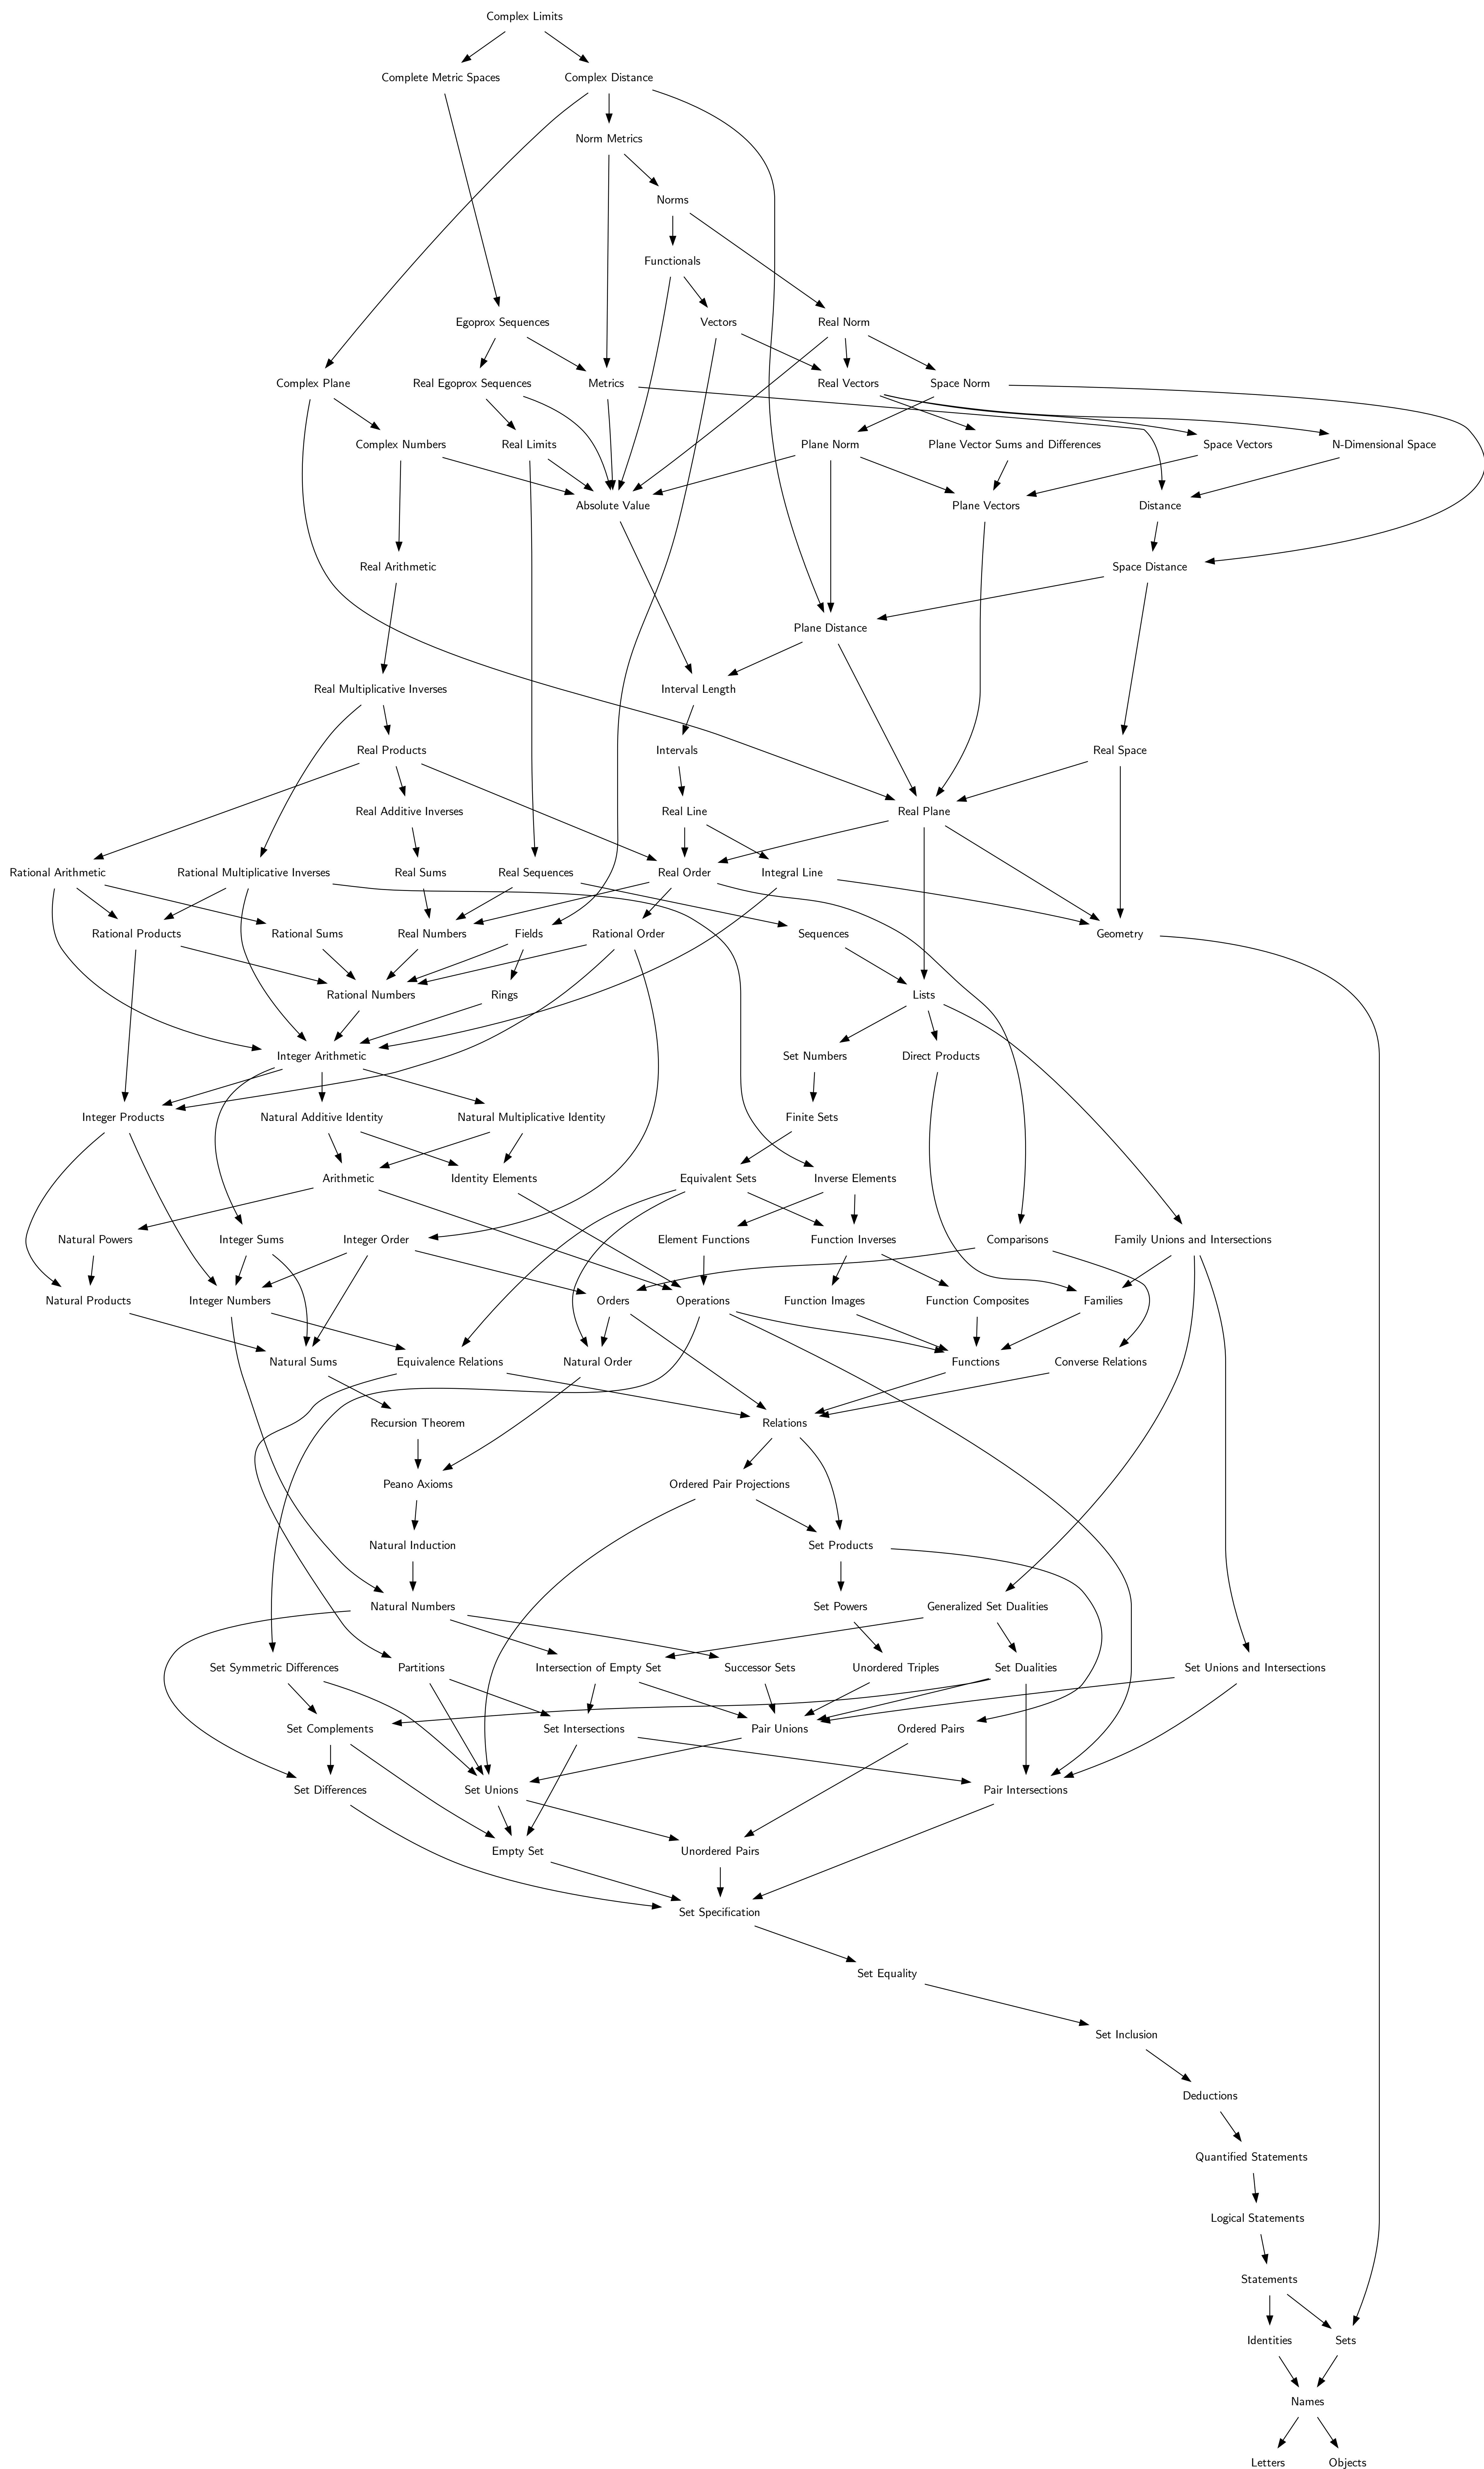 Complex Limits
Complete Metric Spaces
Complex Distance
Norm Metrics
Norms
Functionals
Egoprox Sequences
Vectors
Real Norm
Complex Plane
Real Egoprox Sequences
Metrics
Real Vectors
Space Norm
Complex Numbers
Real Limits
Plane Norm
Plane Vector Sums and Differences
Space Vectors
N-Dimensional Space
Absolute Value
Plane Vectors
Distance
Real Arithmetic
Space Distance
Plane Distance
Real Multiplicative Inverses
Interval Length
Real Products
Intervals
Real Space
Real Additive Inverses
Real Line
Real Plane
Rational Arithmetic
Rational Multiplicative Inverses
Real Sums
Real Sequences
Real Order
Integral Line
Rational Products
Rational Sums
Real Numbers
Fields
Rational Order
Sequences
Geometry
Rational Numbers
Rings
Lists
Integer Arithmetic
Set Numbers
Direct Products
Integer Products
Natural Additive Identity
Natural Multiplicative Identity
Finite Sets
Arithmetic
Identity Elements
Equivalent Sets
Inverse Elements
Natural Powers
Integer Sums
Integer Order
Element Functions
Function Inverses
Comparisons
Family Unions and Intersections
Natural Products
Integer Numbers
Orders
Operations
Function Images
Function Composites
Families
Natural Sums
Equivalence Relations
Natural Order
Functions
Converse Relations
Recursion Theorem
Relations
Peano Axioms
Ordered Pair Projections
Natural Induction
Set Products
Natural Numbers
Set Powers
Generalized Set Dualities
Set Symmetric Differences
Partitions
Intersection of Empty Set
Successor Sets
Unordered Triples
Set Dualities
Set Unions and Intersections
Set Complements
Set Intersections
Pair Unions
Ordered Pairs
Set Differences
Set Unions
Pair Intersections
Empty Set
Unordered Pairs
Set Specification
Set Equality
Set Inclusion
Deductions
Quantified Statements
Logical Statements
Statements
Identities
Sets
Names
Letters
Objects